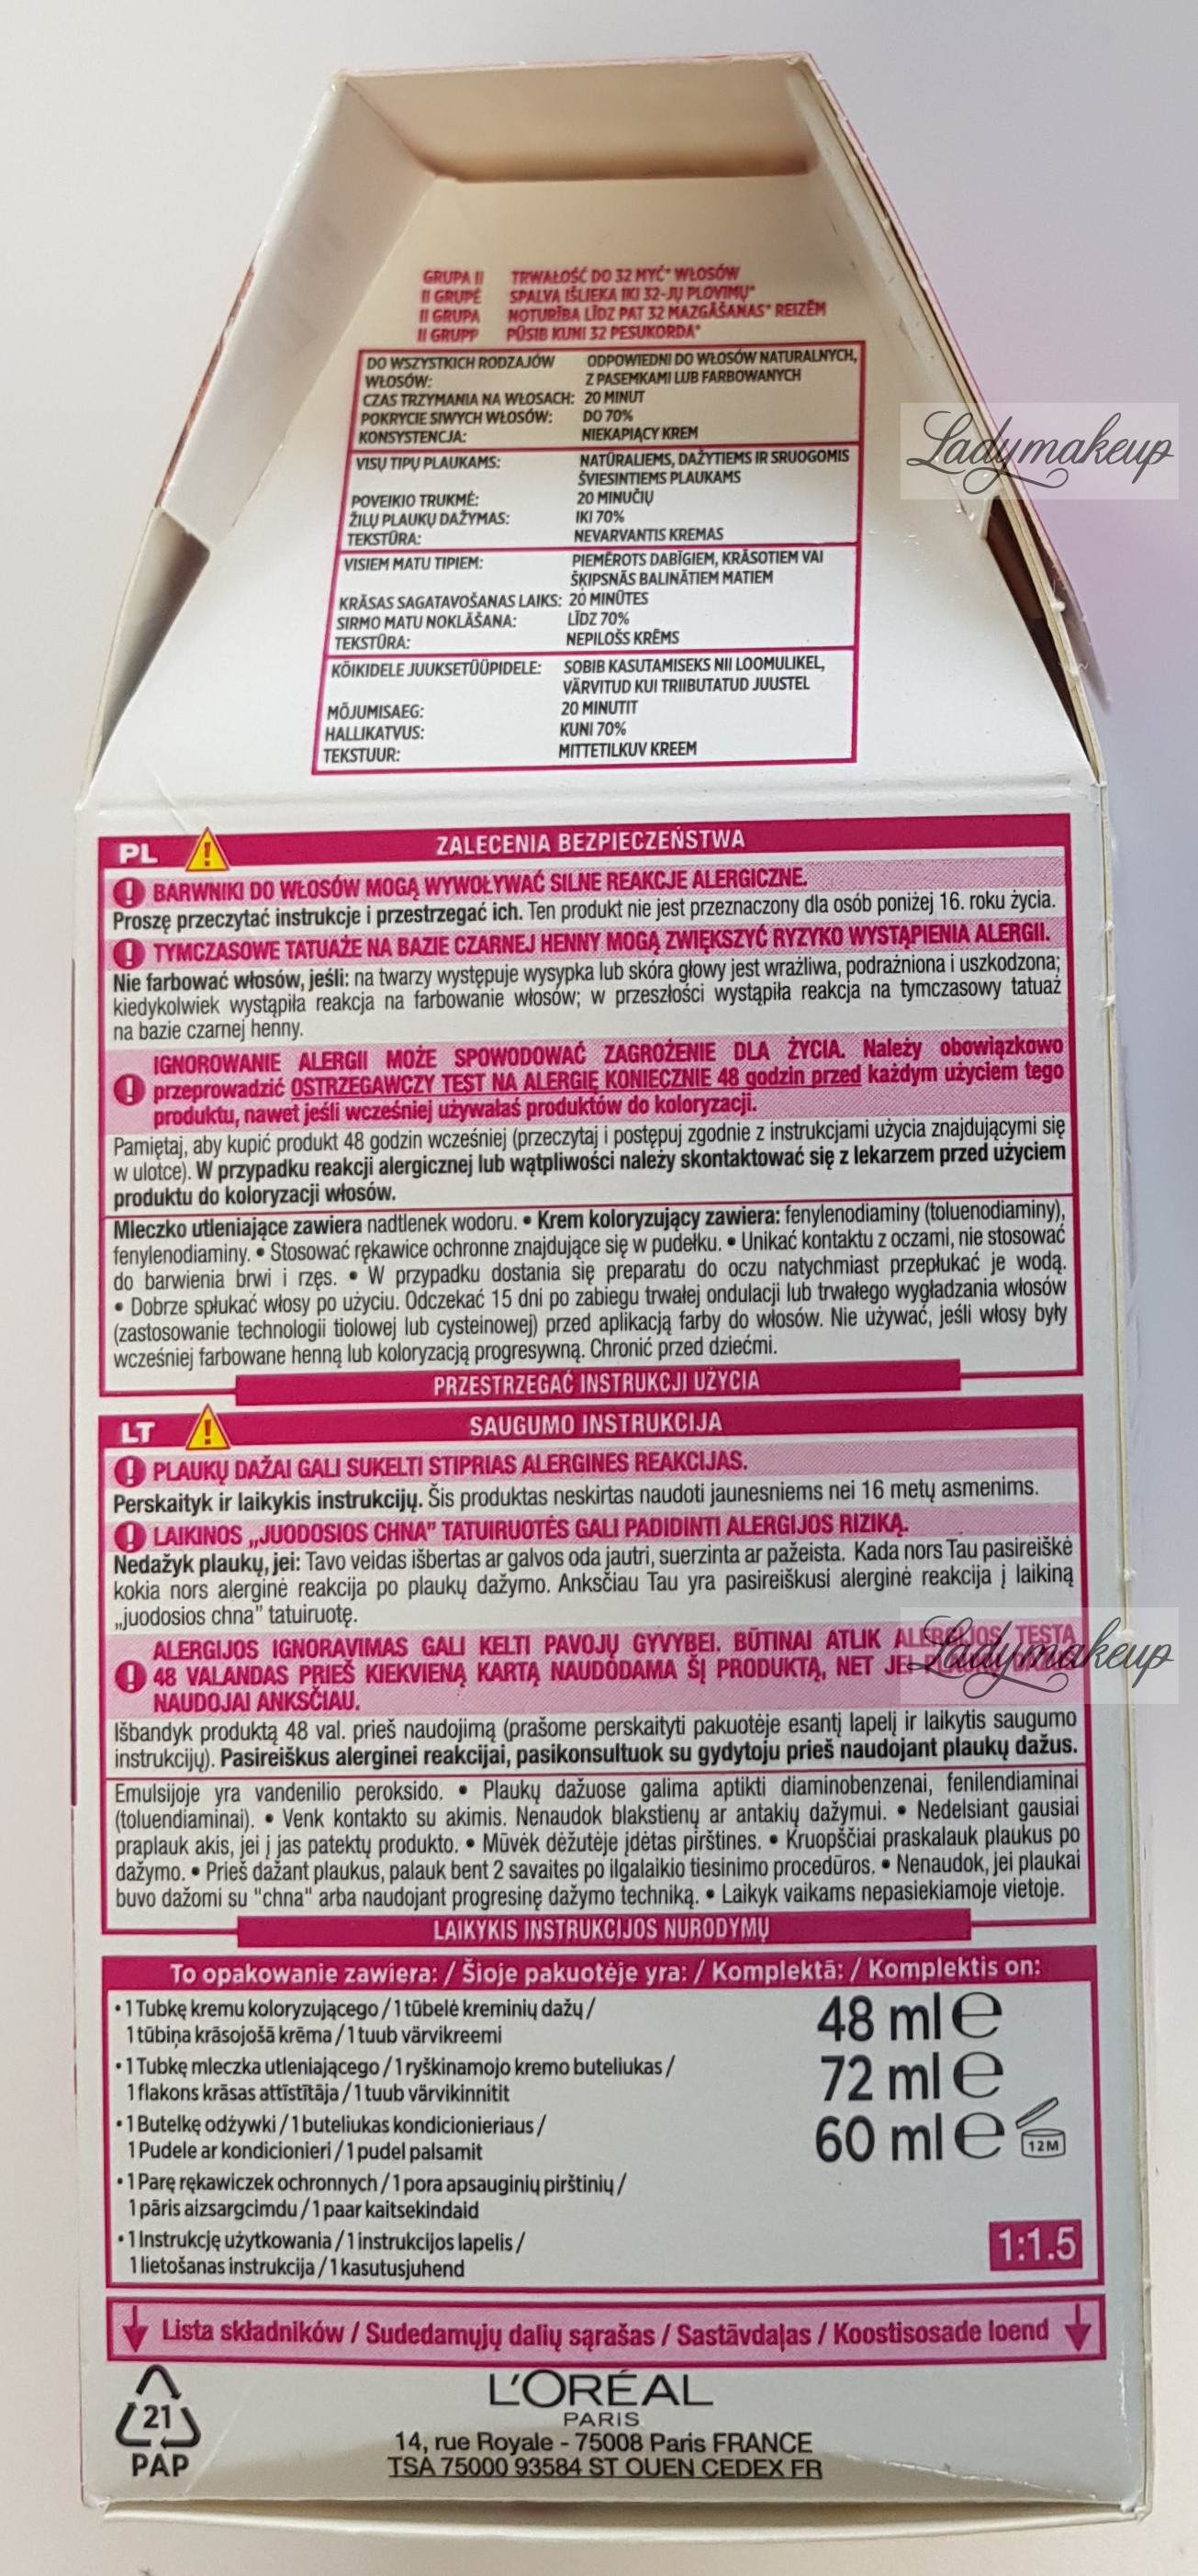 GRUPA II TRWAŁOŚĆ DO 32 MYĆ* WŁOSÓW
II GRUPĖ SPALVA IŠLIEKA IKI 32-JŲ PLOVIMŲ*
II GRUPA NOTURĪBA LĪDZ PAT 32 MAZGĀŠANAS* REIZĒM
II GRUPP PÜSIB KUNI 32 PESUKORDA*
DO WSZYSTKICH RODZAJÓW ODPOWIEDNI DO WŁOSÓW NATURALNYCH,
WŁOSÓW: Z PASEMKAMI LUB FARBOWANYCH
CZAS TRZYMANIA NA WŁOSACH: 20 MINUT
POKRYCIE SIWYCH WŁOSÓW: DO 70%
KONSYSTENCJA: NIEKAPIĄCY KREM
VISŲ TIPŲ PLAUKAMS: NATŪRALIEMS, DAŽYTIEMS IR SRUOGOMIS
ŠVIESINTIEMS PLAUKAMS
POVEIKIO TRUKMĖ: 20 MINUČIŲ
ŽILŲ PLAUKŲ DAŽYMAS: IKI 70%
TEKSTŪRA: NEVARVANTIS KREMAS
VISIEM MATU TIPIEM: PIEMĒROTS DABĪGIEM, KRĀSOTIEM VAI
ŠĶIPSNĀS BALINĀTIEM MATIEM
KRĀSAS SAGATAVOŠANAS LAIKS: 20 MINŪTES
SIRMO MATU NOKLĀŠANA: LĪDZ 70%
TEKSTŪRA: NEPILOŠS KRĒMS
KÕIKIDELE JUUKSETÜÜPIDELE: SOBIB KASUTAMISEKS NII LOOMULIKEL,
VÄRVITUD KUI TRIIBUTATUD JUUSTEL
MÕJUMISAEG: 20 MINUTIT
HALLIKATVUS: KUNI 70%
TEKSTUUR: MITTETILKUV KREEM
Ladymakeup
PL ZALECENIA BEZPIECZEŃSTWA
BARWNIKI DO WŁOSÓW MOGĄ WYWOŁYWAĆ SILNE REAKCJE ALERGICZNE.
Proszę przeczytać instrukcje i przestrzegać ich. Ten produkt nie jest przeznaczony dla osób poniżej 16. roku życia.
TYMCZASOWE TATUAŻE NA BAZIE CZARNEJ HENNY MOGĄ ZWIĘKSZYĆ RYZYKO WYSTĄPIENIA ALERGII.
Nie farbować włosów, jeśli: na twarzy występuje wysypka lub skóra głowy jest wrażliwa, podrażniona i uszkodzona;
kiedykolwiek wystąpiła reakcja na farbowanie włosów; w przeszłości wystąpiła reakcja na tymczasowy tatuaż
na bazie czarnej henny.
IGNOROWANIE ALERGII MOŻE SPOWODOWAĆ ZAGROŻENIE DLA ŻYCIA. Należy obowiązkowo
przeprowadzić OSTRZEGAWCZY TEST NA ALERGIĘ KONIECZNIE 48 godzin przed każdym użyciem tego
produktu, nawet jeśli wcześniej używałaś produktów do koloryzacji.
Pamiętaj, aby kupić produkt 48 godzin wcześniej (przeczytaj i postępuj zgodnie z instrukcjami użycia znajdującymi się
w ulotce). W przypadku reakcji alergicznej lub wątpliwości należy skontaktować się z lekarzem przed użyciem
produktu do koloryzacji włosów.
Mleczko utleniające zawiera nadtlenek wodoru. • Krem koloryzujący zawiera: fenylenodiaminy (toluenodiaminy),
fenylenodiaminy. • Stosować rękawice ochronne znajdujące się w pudełku. • Unikać kontaktu z oczami, nie stosować
do barwienia brwi i rzęs. • W przypadku dostania się preparatu do oczu natychmiast przepłukać je wodą.
• Dobrze spłukać włosy po użyciu. Odczekać 15 dni po zabiegu trwałej ondulacji lub trwałego wygładzania włosów
(zastosowanie technologii tiolowej lub cysteinowej) przed aplikacją farby do włosów. Nie używać, jeśli włosy były
wcześniej farbowane henną lub koloryzacją progresywną. Chronić przed dziećmi.
PRZESTRZEGAĆ INSTRUKCJI UŻYCIA
LT SAUGUMO INSTRUKCIJA
PLAUKŲ DAŽAI GALI SUKELTI STIPRIAS ALERGINES REAKCIJAS.
Perskaityk ir laikykis instrukcijų. Šis produktas neskirtas naudoti jaunesniems nei 16 metų asmenims.
LAIKINOS „JUODOSIOS CHNA” TATUIRUOTĖS GALI PADIDINTI ALERGIJOS RIZIKĄ.
Nedažyk plaukų, jei: Tavo veidas išbertas ar galvos oda jautri, suerzinta ar pažeista. Kada nors Tau pasireiškė
kokia nors alerginė reakcija po plaukų dažymo. Anksčiau Tau yra pasireiškusi alerginė reakcija į laikiną
„juodosios chna” tatuiruotę.
ALERGIJOS IGNORAVIMAS GALI KELTI PAVOJŲ GYVYBEI. BŪTINAI ATLIK ALERGIJOS TESTĄ
48 VALANDAS PRIEŠ KIEKVIENĄ KARTĄ NAUDODAMA ŠĮ PRODUKTĄ, NET JEI
NAUDOJAI ANKSČIAU.
Ladymakeup
Išbandyk produktą 48 val. prieš naudojimą (prašome perskaityti pakuotėje esantį lapelį ir laikytis saugumo
instrukcijų). Pasireiškus alerginei reakcijai, pasikonsultuok su gydytoju prieš naudojant plaukų dažus.
Emulsijoje yra vandenilio peroksido. • Plaukų dažuose galima aptikti diaminobenzenai, fenilendiaminai
(toluendiaminai). • Venk kontakto su akimis. Nenaudok blakstienų ar antakių dažymui. • Nedelsiant gausiai
praplauk akis, jei į jas patektų produkto. • Mūvėk dėžutėje įdėtas pirštines. • Kruopščiai praskalauk plaukus po
dažymo. • Prieš dažant plaukus, palauk bent 2 savaites po ilgalaikio tiesinimo procedūros. • Nenaudok, jei plaukai
buvo dažomi su "chna" arba naudojant progresinę dažymo techniką. • Laikyk vaikams nepasiekiamoje vietoje.
LAIKYKIS INSTRUKCIJOS NURODYMŲ
To opakowanie zawiera: / Šioje pakuotėje yra: / Komplektā: / Komplektis on:
• 1 Tubkę kremu koloryzującego / 1 tūbelė kreminių dažų /
1 tūbiņa krāsojošā krēma / 1 tuub värvikreemi
48 ml e
• 1 Tubkę mleczka utleniającego / 1 ryškinamojo kremo buteliukas /
1 flakons krāsas attīstītāja / 1 tuub värvikinnitit
72 ml e
• 1 Butelkę odżywki / 1 buteliukas kondicionieriaus /
1 Pudele ar kondicionieri / 1 pudel palsamit
60 ml e 12M
• 1 Parę rękawiczek ochronnych / 1 pora apsauginių pirštinių /
1 pāris aizsargcimdu / 1 paar kaitsekindaid
• 1 Instrukcję użytkowania / 1 instrukcijos lapelis /
1 lietošanas instrukcija / 1 kasutusjuhend
1:1.5
Lista składników / Sudedamųjų dalių sąrašas / Sastāvdaļas / Koostisosade loend
21
PAP
L'ORÉAL
PARIS
14, rue Royale - 75008 Paris FRANCE
TSA 75000 93584 ST OUEN CEDEX FR